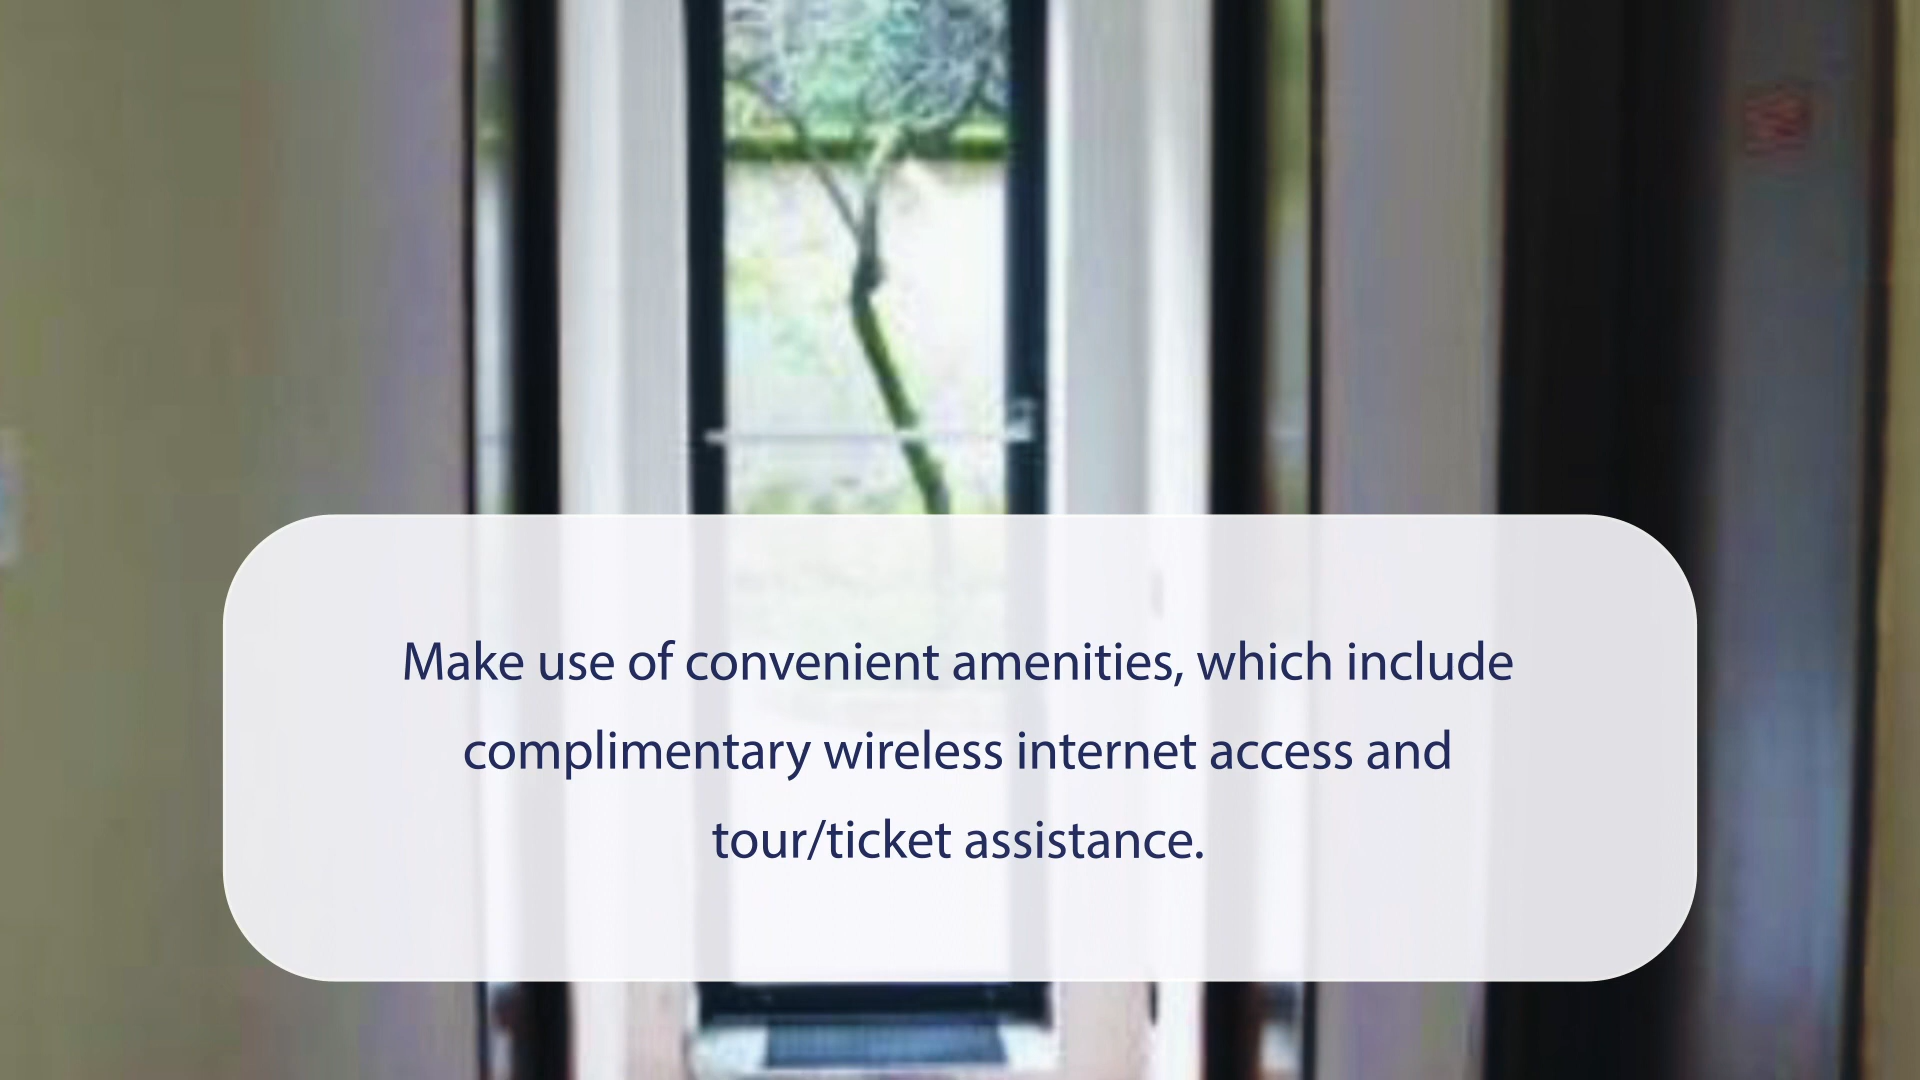 Make use of convenient amenities, which include
complimentary wireless internet access and
tour/ticket assistance.